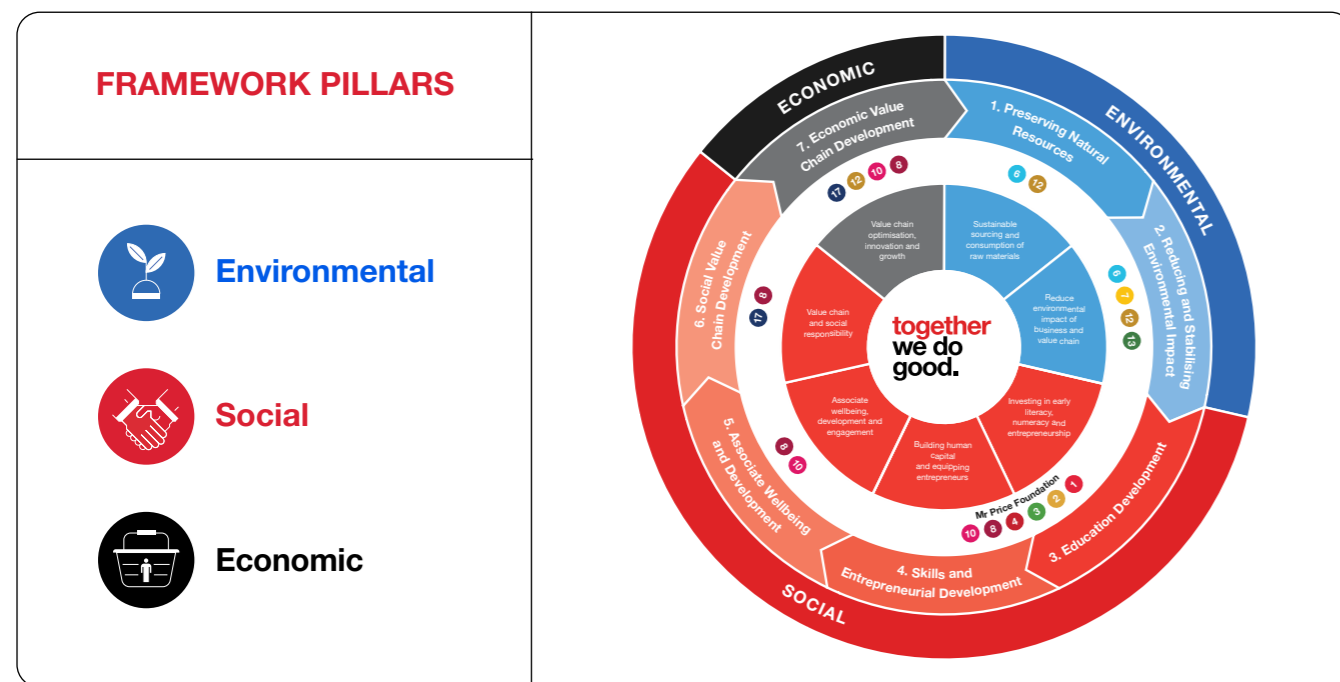 FRAMEWORK PILLARS
Environmental
Social
Economic
ECONOMIC
ENVIRONMENTAL
SOCIAL
1. Preserving Natural
Resources
2. Reducing and Stabilising
Environmental Impact
3. Education Development
4. Skills and
Entrepreneurial Development
5. Associate Wellbeing
and Development
6. Social Value
Chain Development
7. Economic Value
Chain Development
6 12
6
7
12
13
Mr Price Foundation
10 8 4 3 2 1
8
10
17 8
17 12 10 8
Sustainable
sourcing and
consumption of
raw materials
Reduce
environmental
impact of
business and
value chain
Investing in early
literacy,
numeracy and
entrepreneurship
Building human
capital
and equipping
entrepreneurs
Associate
wellbeing,
development and
engagement
Value chain
and social
responsibility
Value chain
optimisation,
innovation and
growth
together
we do
good.